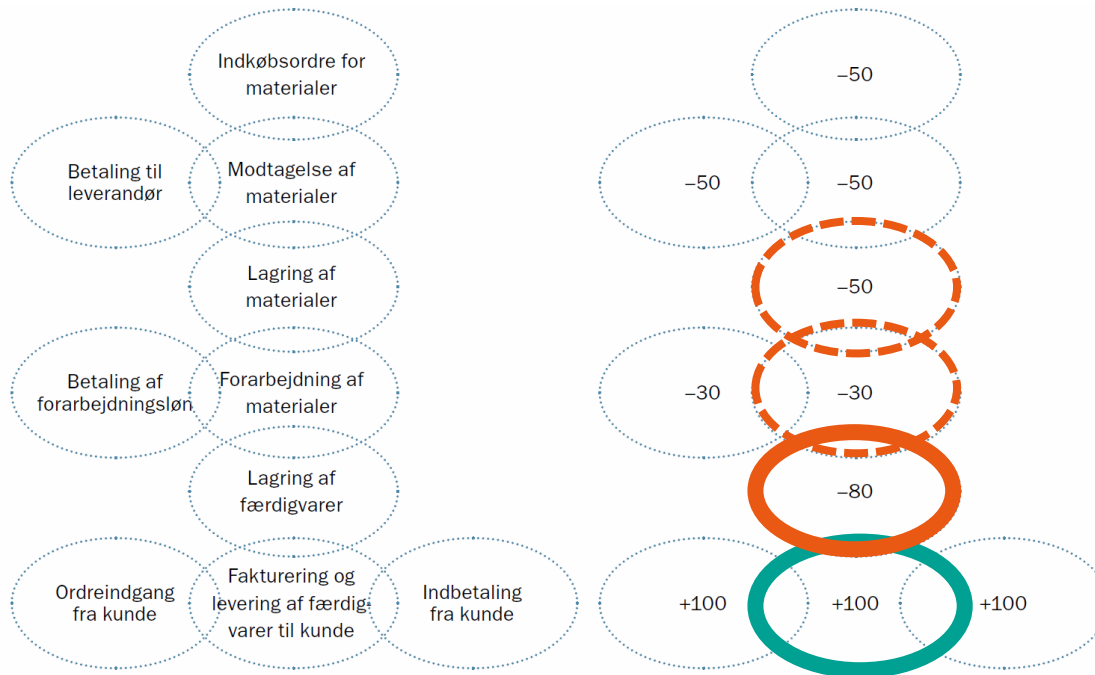 Indkøbsordre for
materialer
–50
Betaling til
leverandør
Modtagelse af
materialer
–50
–50
Lagring af
materialer
–50
Betaling af
forarbejdningsløn
Forarbejdning af
materialer
–30
–30
Lagring af
færdigvarer
–80
Ordreindgang
fra kunde
Fakturering og
levering af færdig-
varer til kunde
Indbetaling
fra kunde
+100
+100
+100